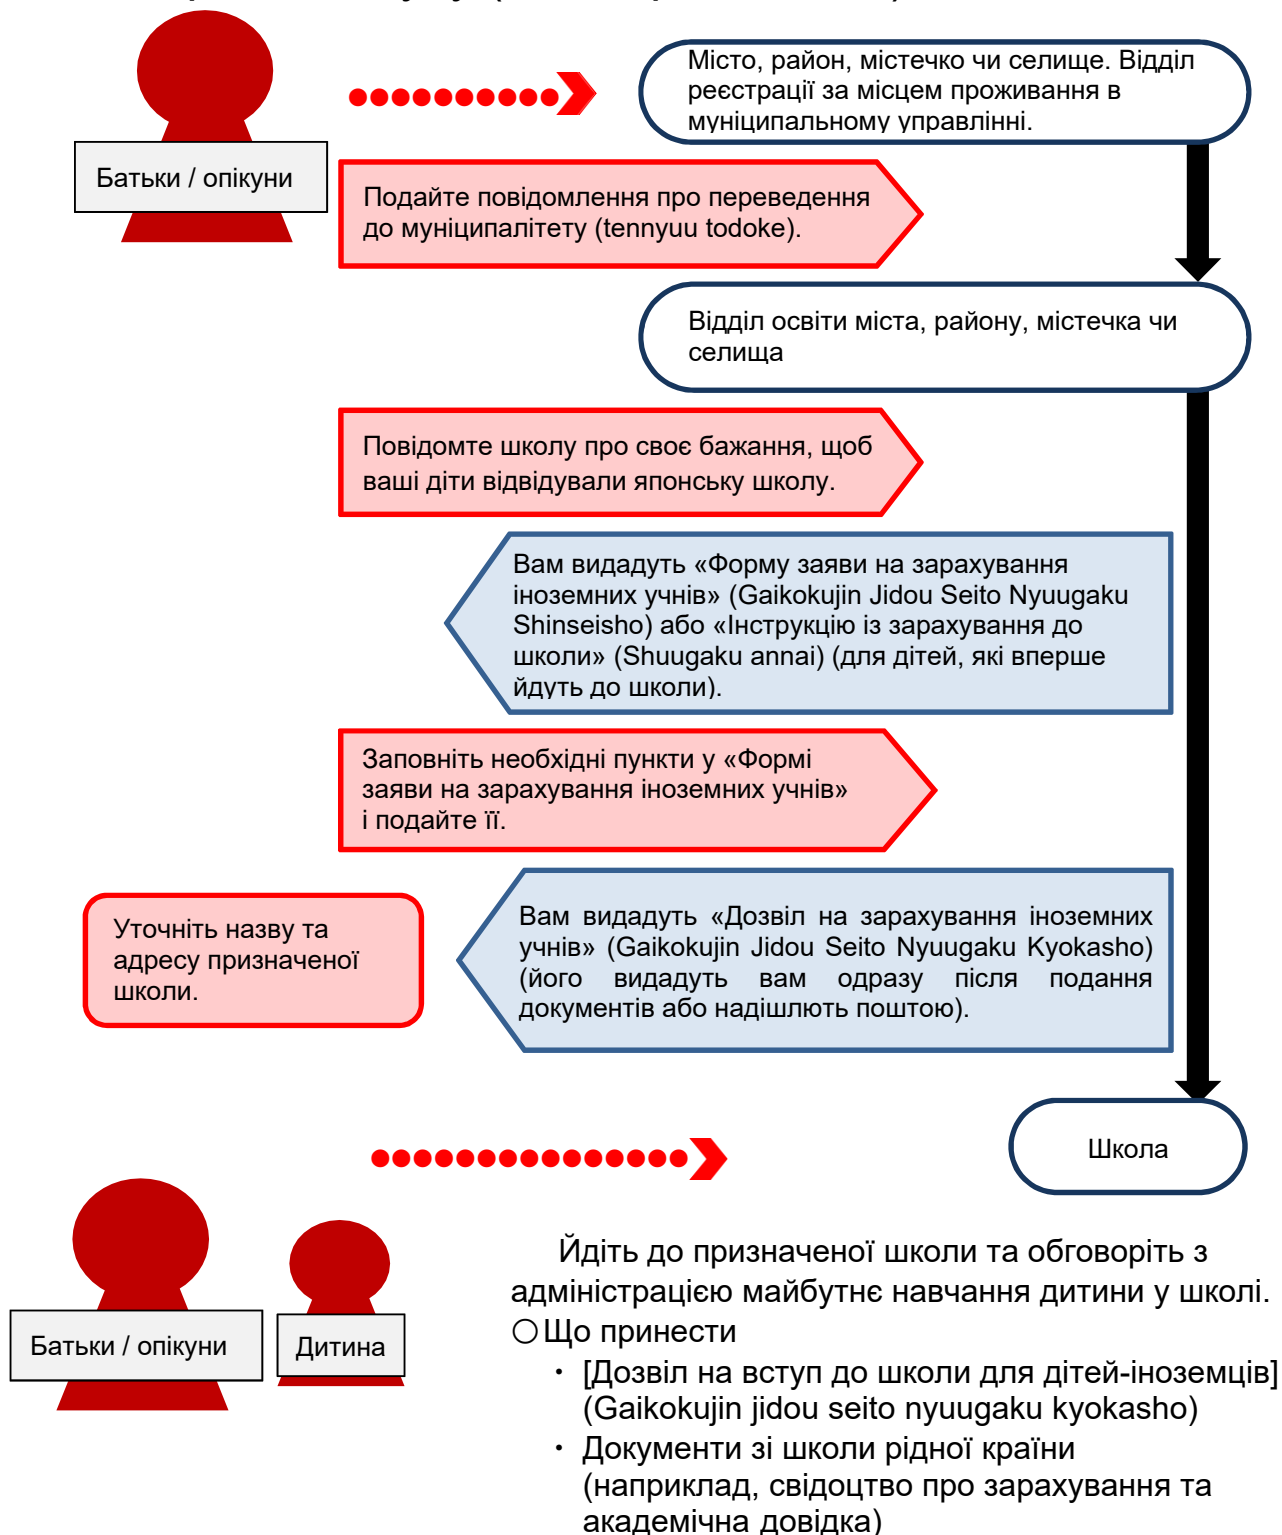 Місто, район, містечко чи селище. Відділ
реєстрації за місцем проживання в
муніципальному управлінні.
Батьки / опікуни
Подайте повідомлення про переведення
до муніципалітету (tennyuu todoke).
Відділ освіти міста, району, містечка чи
селища
Повідомте школу про своє бажання, щоб
ваші діти відвідували японську школу.
Вам видадуть «Форму заяви на зарахування
іноземних учнів» (Gaikokujin Jidou Seito Nyuugaku
Shinseisho) або «Інструкцію із зарахування до
школи» (Shuugaku annai) (для дітей, які вперше
йдуть до школи).
Заповніть необхідні пункти у «Формі
заяви на зарахування іноземних учнів»
і подайте її.
Уточніть назву та
адресу призначеної
школи.
Вам видадуть «Дозвіл на зарахування іноземних
учнів» (Gaikokujin Jidou Seito Nyuugaku Kyokasho)
(його видадуть вам одразу після подання
документів або надішлють поштою).
Школа
Батьки / опікуни
Дитина
Йдіть до призначеної школи та обговоріть з
адміністрацією майбутнє навчання дитини у школі.
○Що принести
・ [Дозвіл на вступ до школи для дітей-іноземців]
(Gaikokujin jidou seito nyuugaku kyokasho)
・ Документи зі школи рідної країни
(наприклад, свідоцтво про зарахування та
академічна довідка)